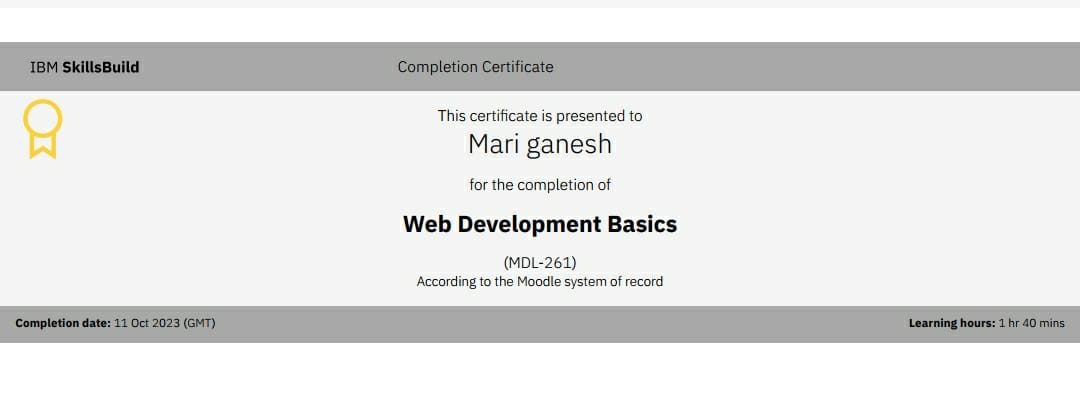 IBM SkillsBuild
Completion Certificate
This certificate is presented to
Mari ganesh
for the completion of
Web Development Basics
(MDL-261)
According to the Moodle system of record
Completion date: 11 Oct 2023 (GMT)
Learning hours: 1 hr 40 mins